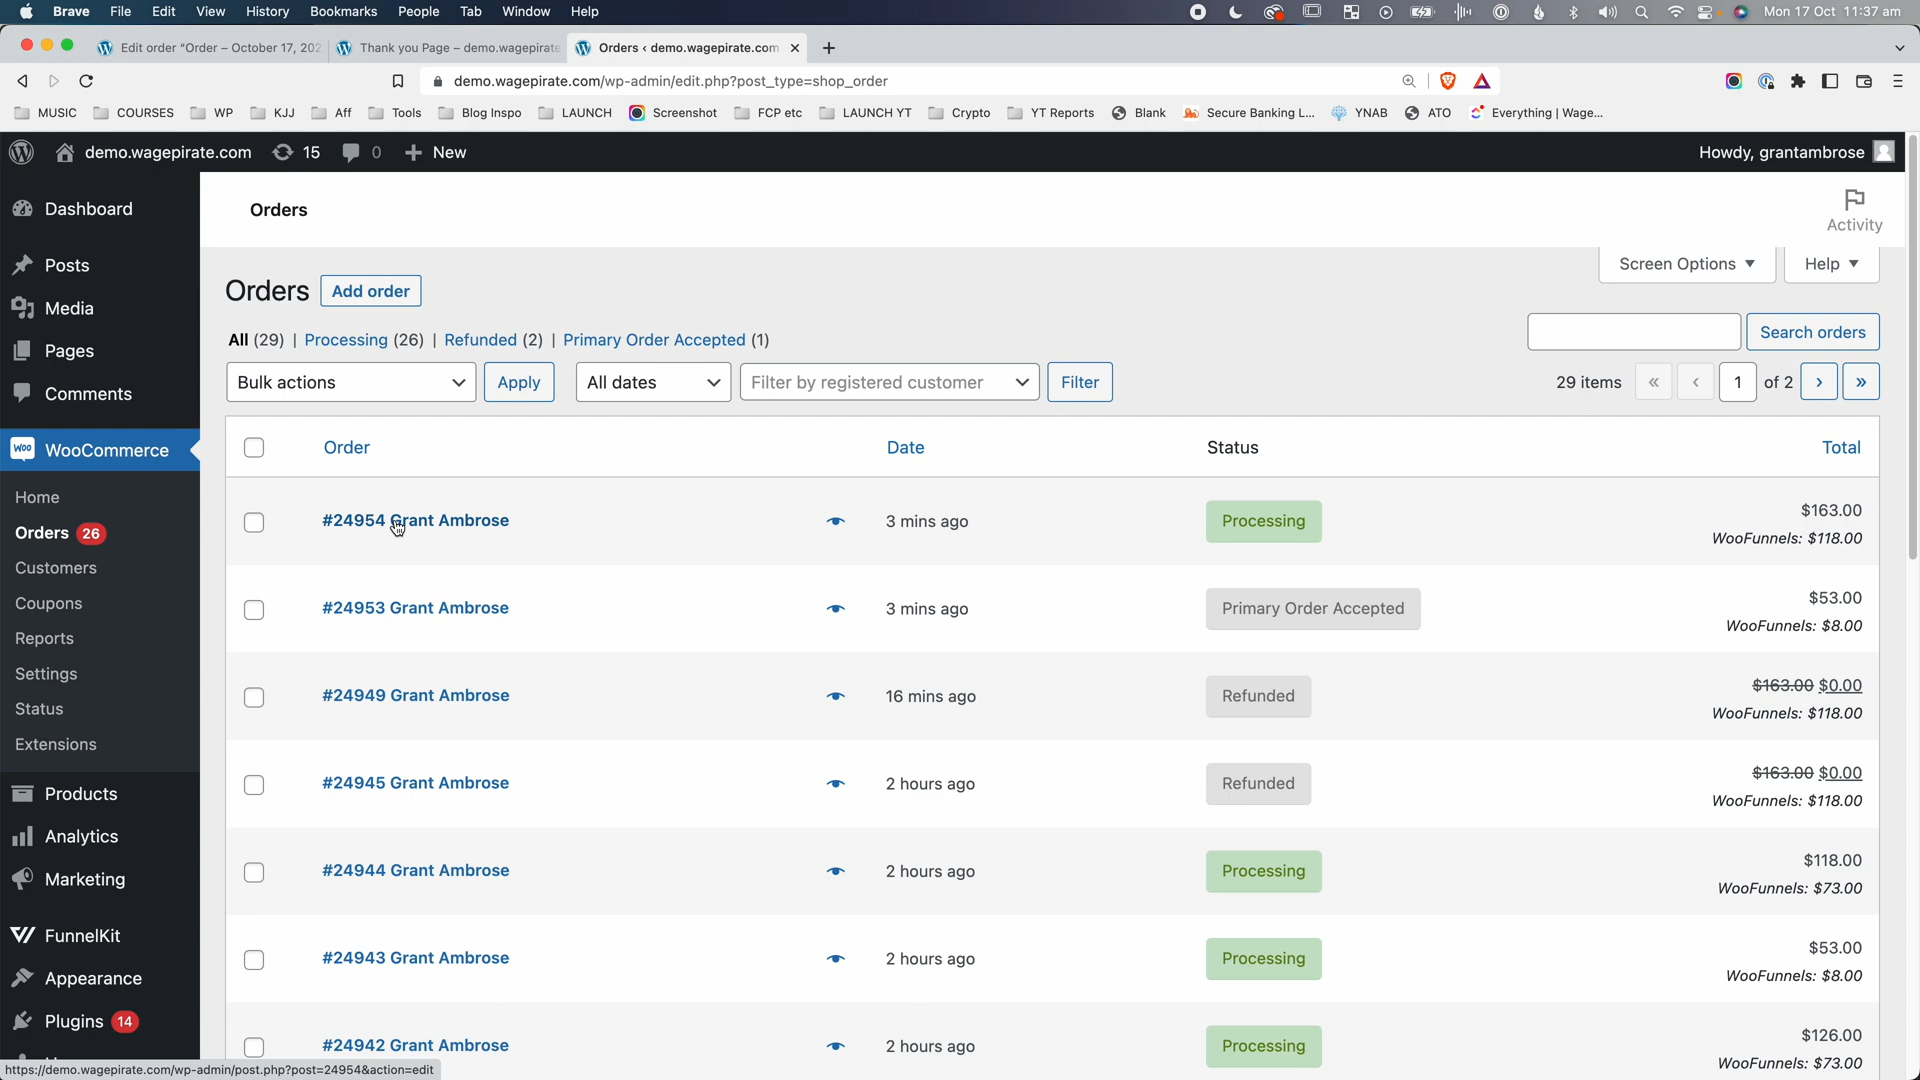 Brave File Edit View History Bookmarks People Tab Window Help Mon 17 Oct 11:37 am
Edit order "Order – October 17, 202 Thank you Page – demo.wagepirate Orders ‹ demo.wagepirate.com
demo.wagepirate.com/wp-admin/edit.php?post_type=shop_order
MUSIC COURSES WP KJJ Aff Tools Blog Inspo LAUNCH Screenshot FCP etc LAUNCH YT Crypto YT Reports Blank Secure Banking L... YNAB ATO Everything | Wage...
demo.wagepirate.com 15 0 New Howdy, grantambrose
Dashboard
Posts
Media
Pages
Comments
WooCommerce
Home
Orders 26
Customers
Coupons
Reports
Settings
Status
Extensions
Products
Analytics
Marketing
FunnelKit
Appearance
Plugins 14
Orders
Activity
Screen Options ▼ Help ▼
Orders Add order
All (29) | Processing (26) | Refunded (2) | Primary Order Accepted (1)
Search orders
Bulk actions Apply All dates Filter by registered customer Filter 29 items « ‹ 1 of 2 › »
Order Date Status Total
#24954 Grant Ambrose 3 mins ago Processing $163.00
WooFunnels: $118.00
#24953 Grant Ambrose 3 mins ago Primary Order Accepted $53.00
WooFunnels: $8.00
#24949 Grant Ambrose 16 mins ago Refunded $163.00 $0.00
WooFunnels: $118.00
#24945 Grant Ambrose 2 hours ago Refunded $163.00 $0.00
WooFunnels: $118.00
#24944 Grant Ambrose 2 hours ago Processing $118.00
WooFunnels: $73.00
#24943 Grant Ambrose 2 hours ago Processing $53.00
WooFunnels: $8.00
#24942 Grant Ambrose 2 hours ago Processing $126.00
WooFunnels: $73.00
https://demo.wagepirate.com/wp-admin/post.php?post=24954&action=edit